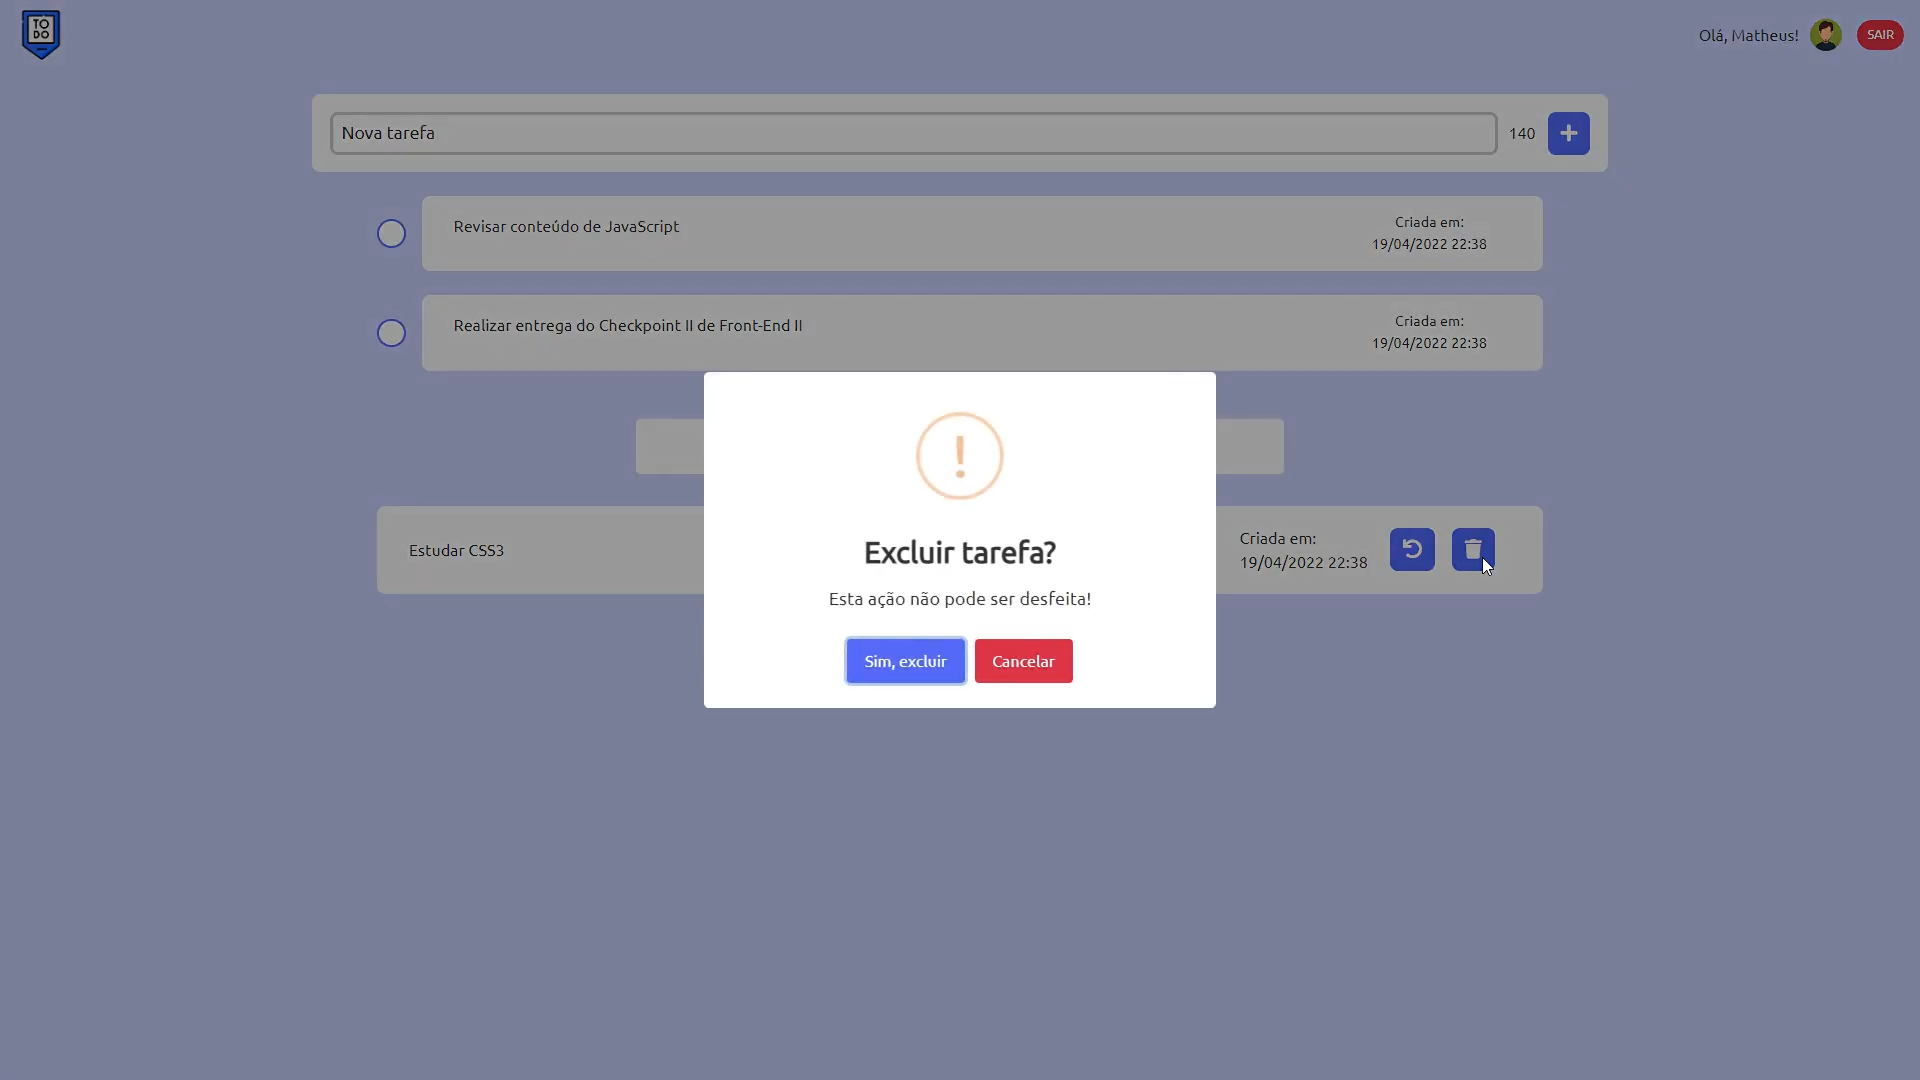 TO
DO
Olá, Matheus!
SAIR
Nova tarefa
140
Revisar conteúdo de JavaScript
Criada em:
19/04/2022 22:38
Realizar entrega do Checkpoint II de Front-End II
Criada em:
19/04/2022 22:38
!
Excluir tarefa?
Esta ação não pode ser desfeita!
Sim, excluir
Cancelar
Estudar CSS3
Criada em:
19/04/2022 22:38